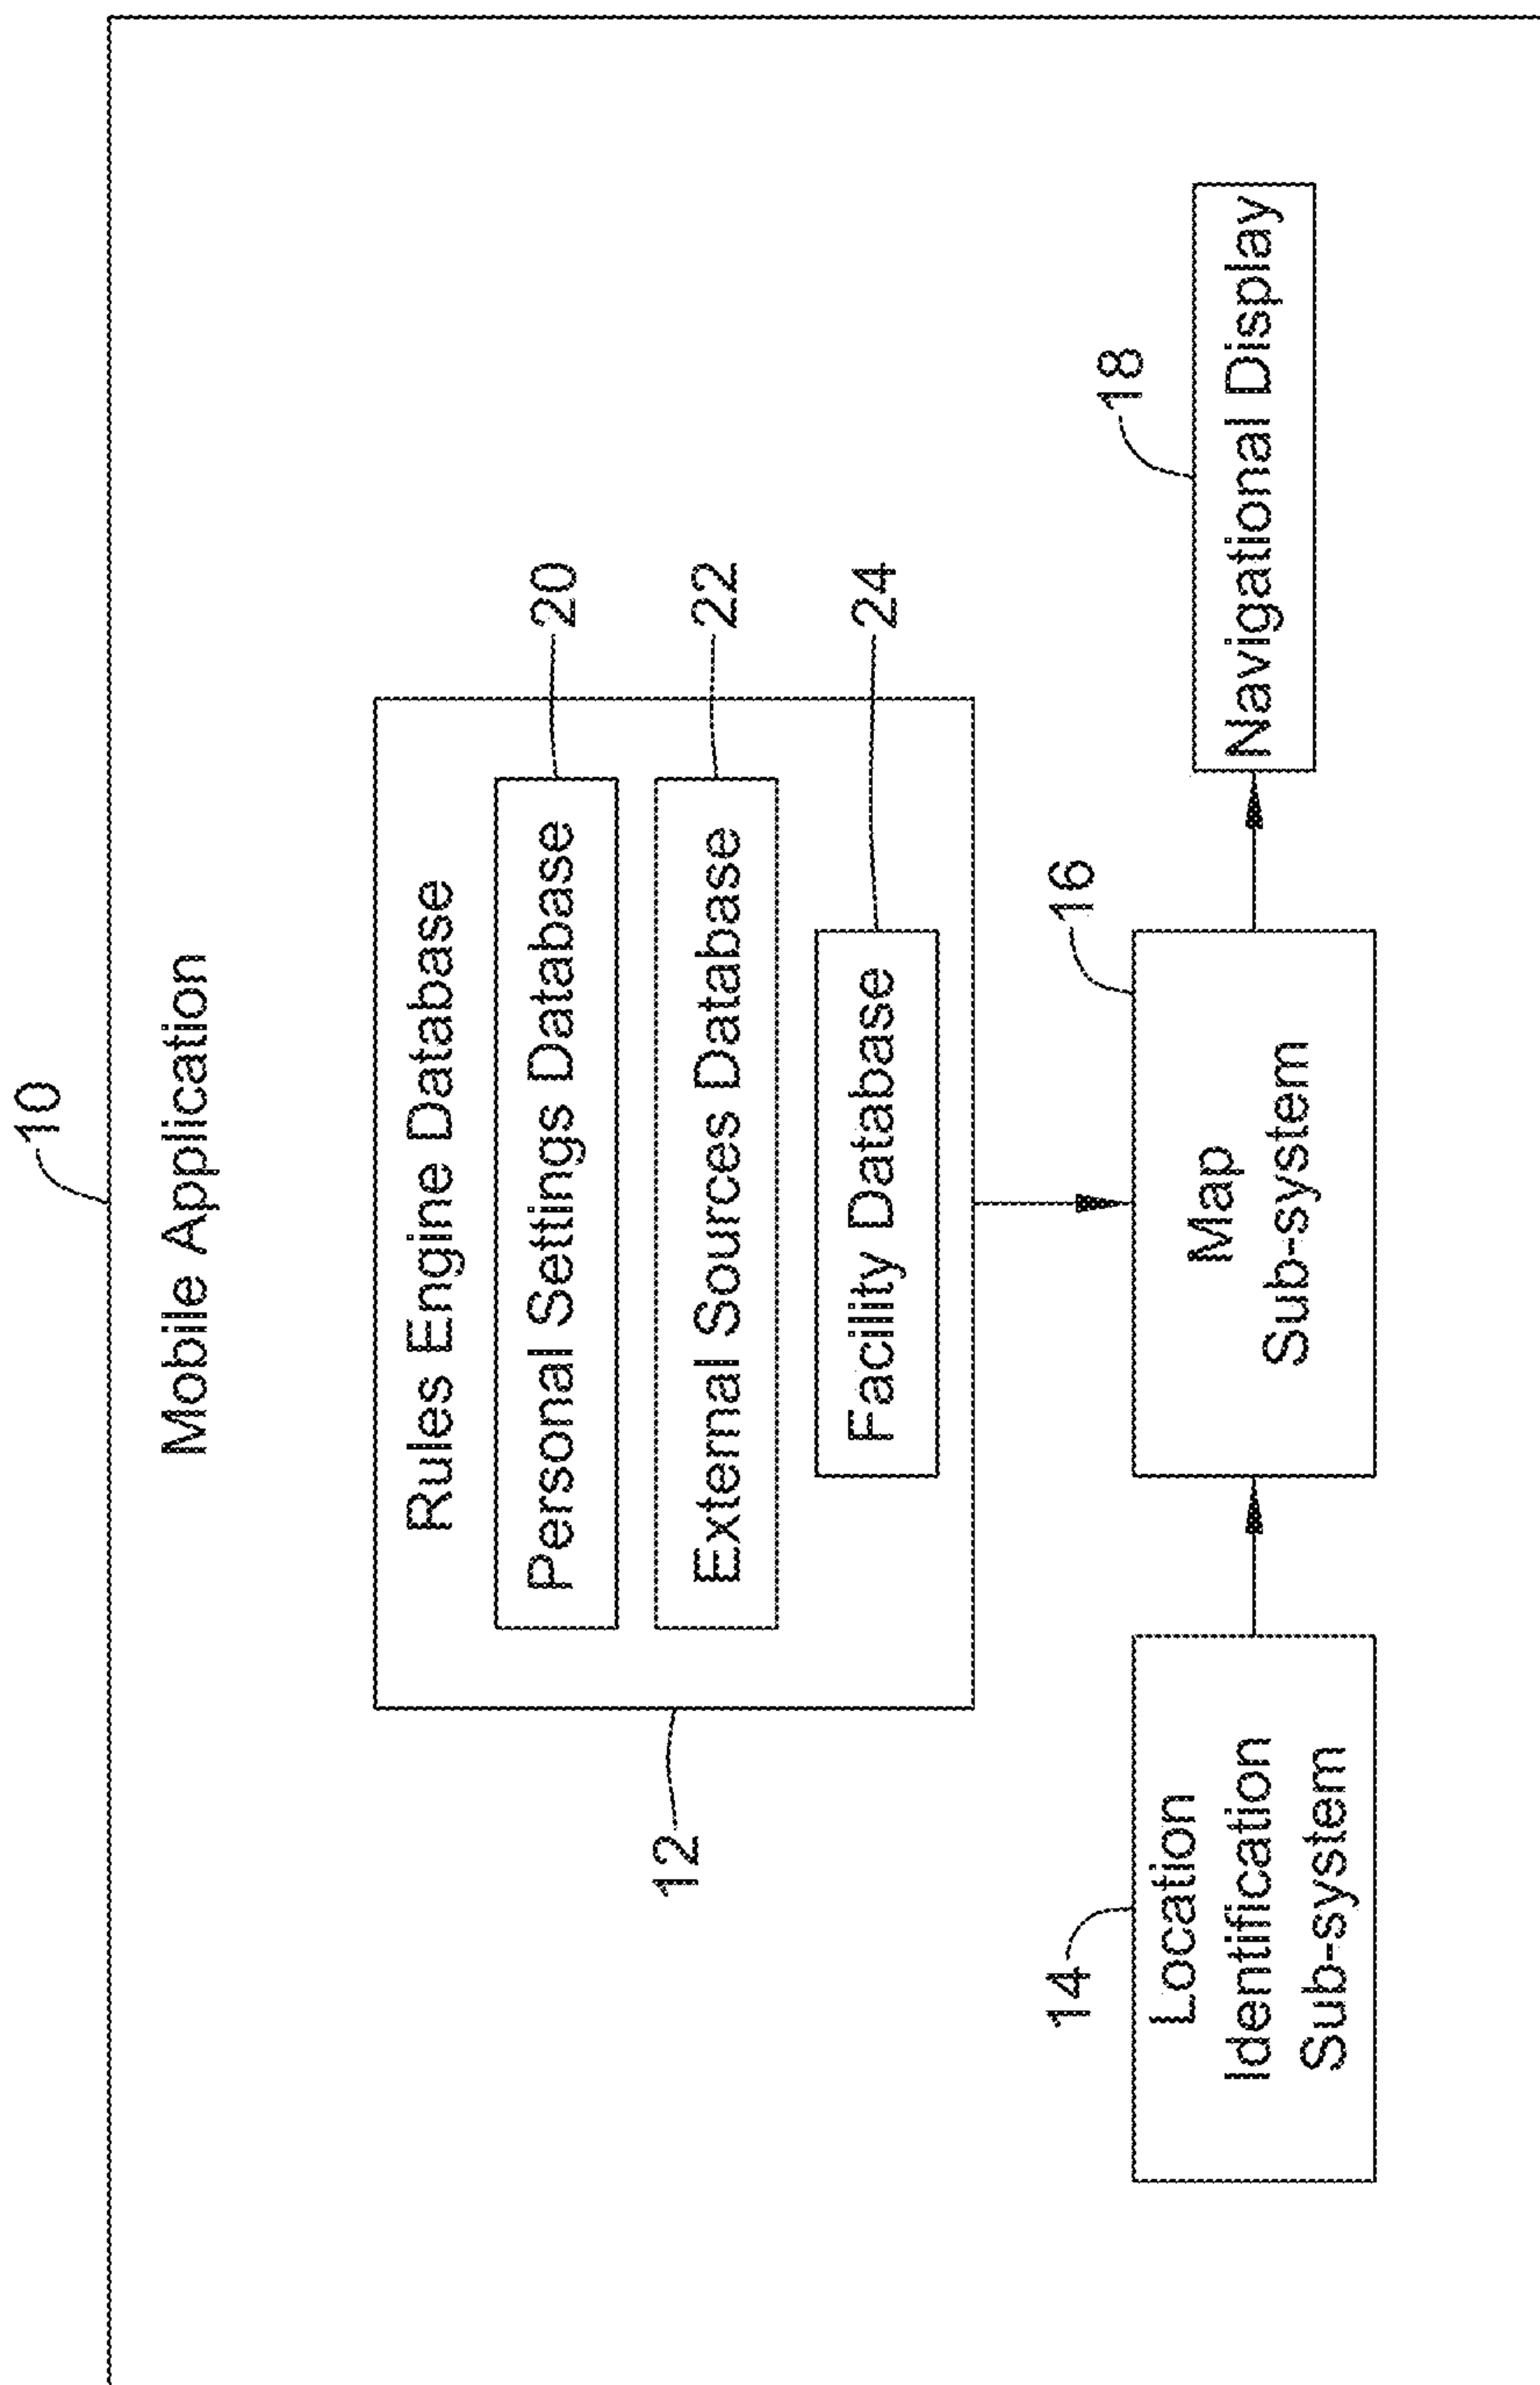 10
Mobile Application
Rules Engine Database
Personal Settings Database
20
External Sources Database
22
Facility Database
24
12
14
Location
Identification
Sub-system
16
Map
Sub-system
18
Navigational Display